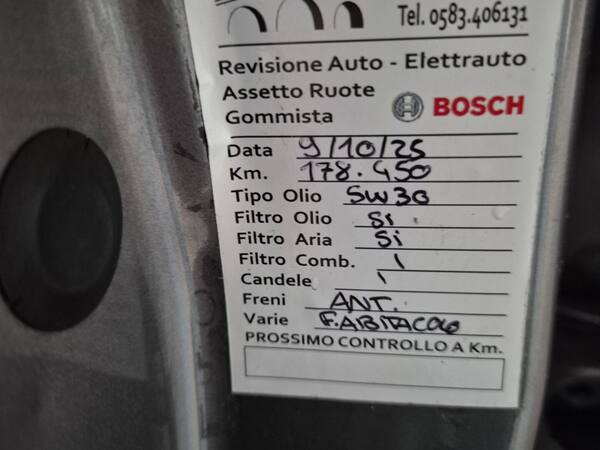 Tel. 0583.406131
Revisione Auto - Elettrauto
Assetto Ruote
Gommista
BOSCH
Data 9/10/25
Km. 178.450
Tipo Olio 5W30
Filtro Olio Si
Filtro Aria Si
Filtro Comb. /
Candele /
Freni ANT.
Varie F. ABITACOLO
PROSSIMO CONTROLLO A Km.